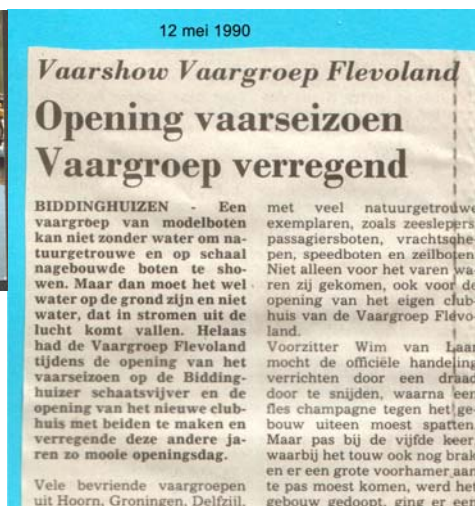 12 mei 1990
Vaarshow Vaargroep Flevoland
Opening vaarseizoen
Vaargroep verregend
BIDDINGHUIZEN - Een
vaargroep van modelboten
kan niet zonder water om na-
tuurgetrouwe en op schaal
nagebouwde boten te sho-
wen. Maar dan moet het wel
water op de grond zijn en niet
water, dat in stromen uit de
lucht komt vallen. Helaas
had de Vaargroep Flevoland
tijdens de opening van het
vaarseizoen op de Bidding-
huizer schaatsvijver en de
opening van het nieuwe club-
huis met beiden te maken en
verregende deze andere ja-
ren zo mooie openingsdag.
Vele bevriende vaargroepen
uit Hoorn, Groningen, Delfzijl,
met veel natuurgetrouwe
exemplaren, zoals zeeslepers,
passagiersboten, vrachtsche-
pen, speedboten en zeilboten.
Niet alleen voor het varen wa-
ren zij gekomen, ook voor de
opening van het eigen club-
huis van de Vaargroep Flevo-
land.
Voorzitter Wim van Laar
mocht de officiële handeling
verrichten door een draad
door te snijden, waarna een
fles champagne tegen het ge-
bouw uiteen moest spatten.
Maar pas bij de vijfde keer,
waarbij het touw ook nog brak
en er een grote voorhamer aan
te pas moest komen, werd het
gebouw gedoopt, ging er een